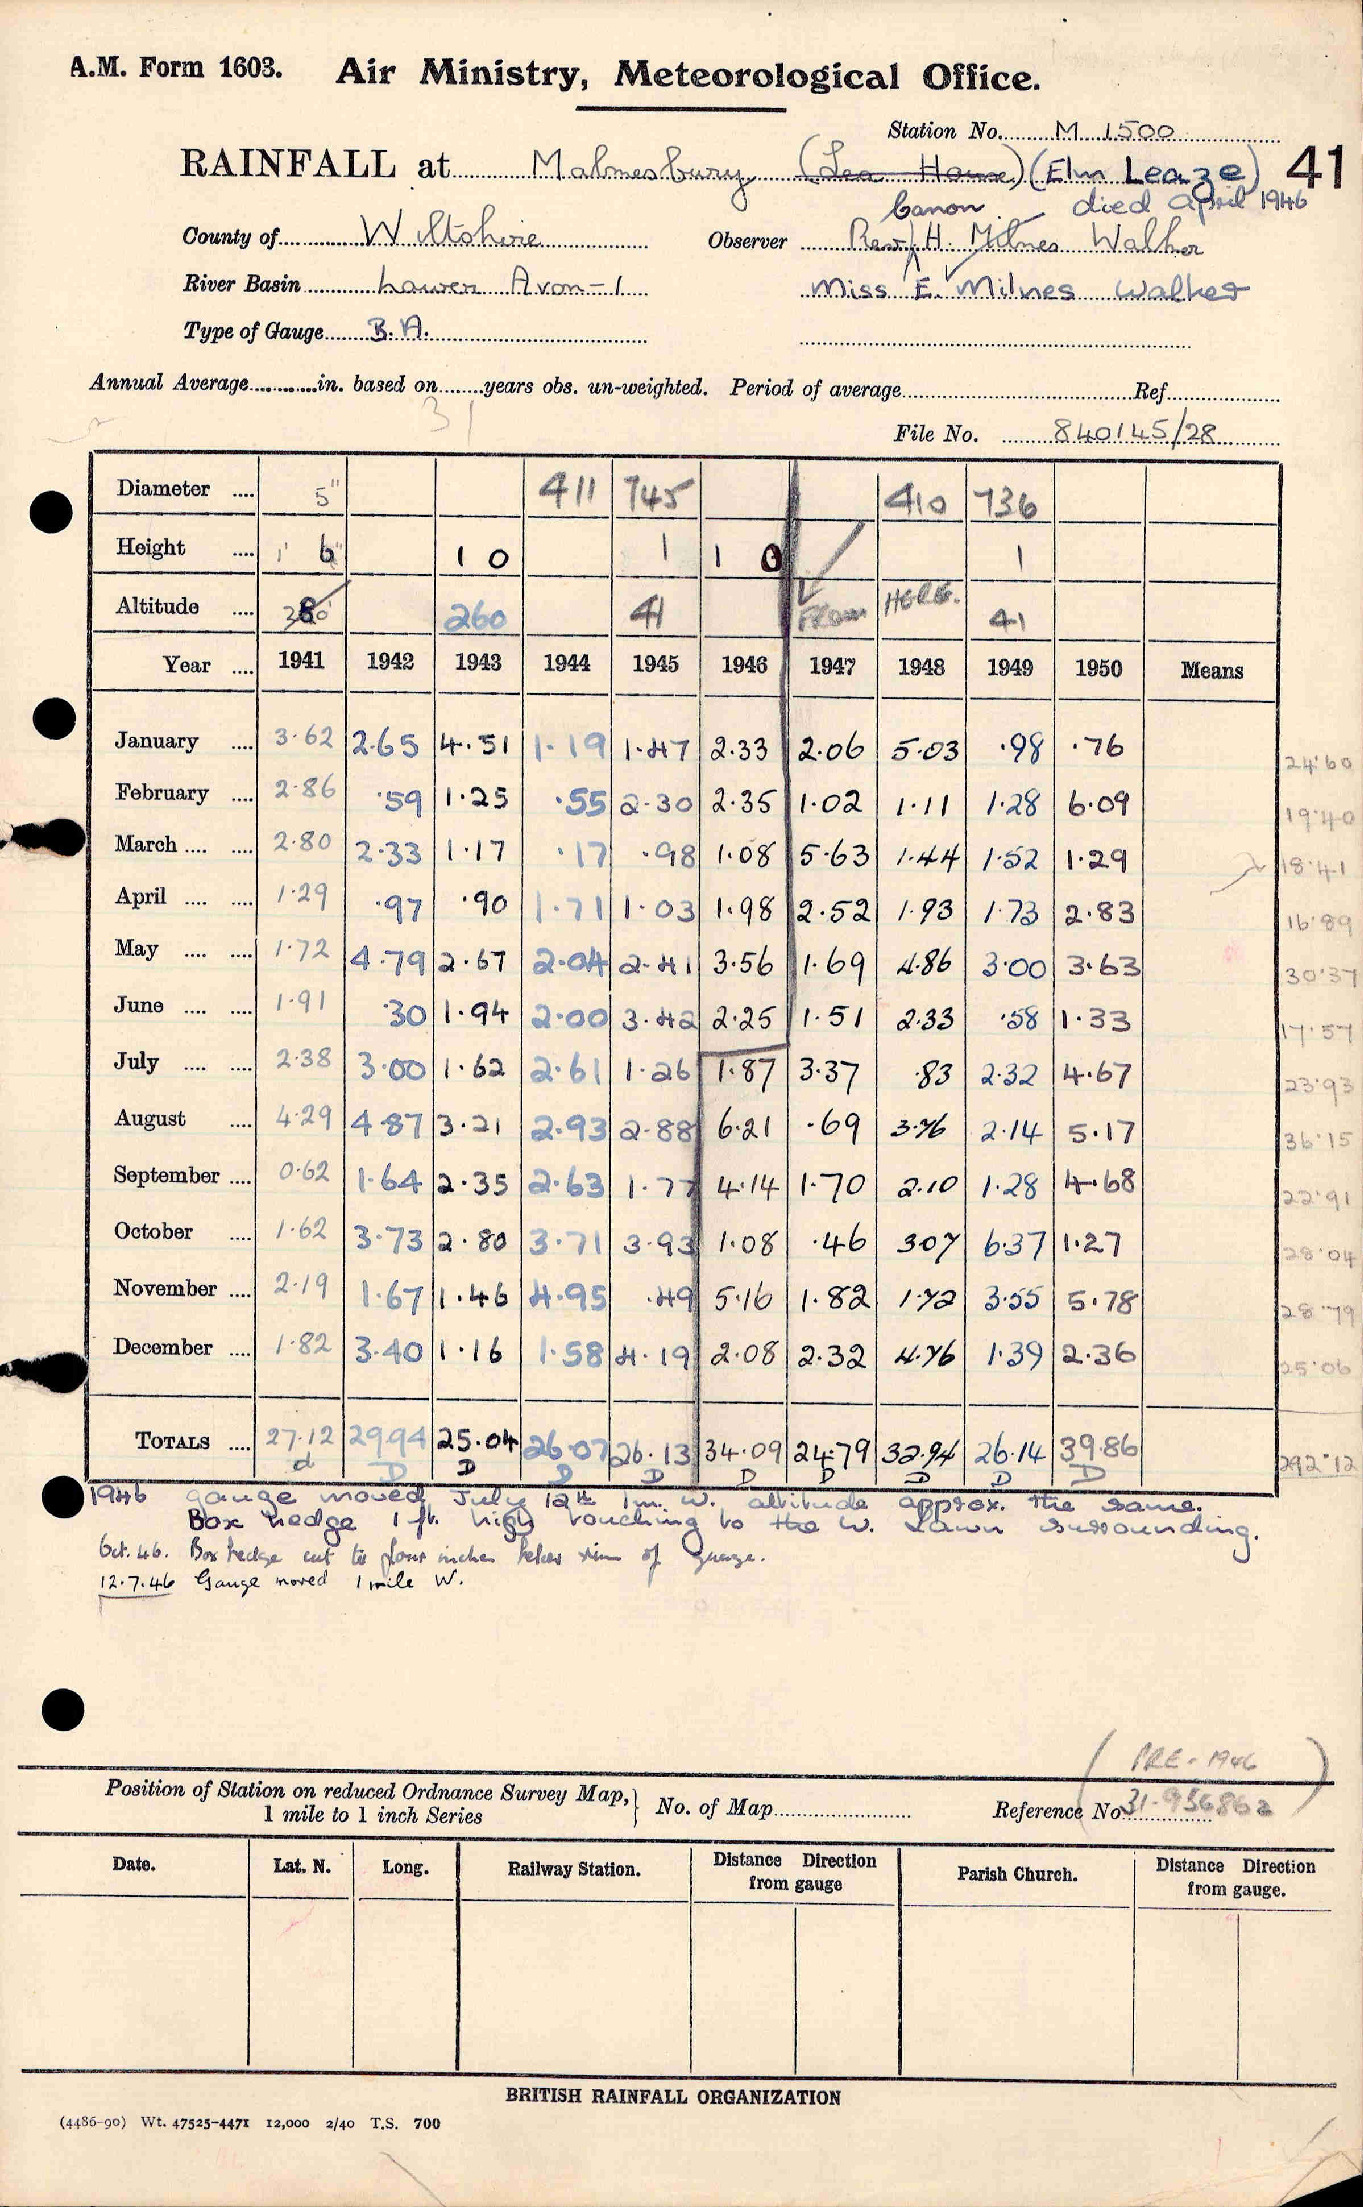 A.M. Form 1603. Air Ministry, Meteorological Office.
Station No. M 1500
RAINFALL at Malmesbury (Lea House) (Elm Leaze) 41
Canon died April 1946
County of Wiltshire Observer Rev. H. Milnes Walker
River Basin Lower Avon-1 Miss E. Milnes Walker
Type of Gauge B.A.
Annual Average in. based on years obs. un-weighted. Period of average Ref
31
File No. 840145/28
Diameter 5" 411 745 410 736
Height 1' 6" 1 0 1 1 0 1
Altitude 260 41 FROM HERE. 41
Year 1941 1942 1943 1944 1945 1946 1947 1948 1949 1950 Means
January 3.62 2.65 4.51 1.19 1.47 2.33 2.06 5.03 .98 .76 24.60
February 2.86 .59 1.25 .55 2.30 2.35 1.02 1.11 1.28 6.09 19.40
March 2.80 2.33 1.17 .17 .98 1.08 5.63 1.44 1.52 1.29 18.41
April 1.29 .97 .90 1.71 1.03 1.98 2.52 1.93 1.73 2.83 16.89
May 1.72 4.79 2.67 2.04 2.41 3.56 1.69 4.86 3.00 3.63 30.37
June 1.91 .30 1.94 2.00 3.42 2.25 1.51 2.33 .58 1.33 17.57
July 2.38 3.00 1.62 2.61 1.26 1.87 3.37 .83 2.32 4.67 23.93
August 4.29 4.87 3.21 2.93 2.88 6.21 .69 3.76 2.14 5.17 36.15
September 0.62 1.64 2.35 2.63 1.77 4.14 1.70 2.10 1.28 4.68 22.91
October 1.62 3.73 2.80 3.71 3.93 1.08 .46 3.07 6.37 1.27 28.04
November 2.19 1.67 1.46 4.95 .49 5.16 1.82 1.72 3.55 5.78 28.79
December 1.82 3.40 1.16 1.58 4.19 2.08 2.32 4.76 1.39 2.36 25.06
TOTALS 27.12 29.94 25.04 26.07 26.13 34.09 24.79 32.94 26.14 39.86 292.12
d D D D D D D D D D
1946 gauge moved July 12th 1m. W. altitude approx. the same.
Box hedge 1 ft. high touching to the W. Lawn surrounding.
Oct. 46. Box hedge cut to four inches below rim of guage.
12.7.46 Gauge moved 1 mile W.
(PRE-1946
Position of Station on reduced Ordnance Survey Map, 1 mile to 1 inch Series No. of Map Reference No 31.936862)
Date. Lat. N. Long. Railway Station. Distance Direction from gauge Parish Church. Distance Direction from gauge.
BRITISH RAINFALL ORGANIZATION
(4486-90) Wt. 47525-4471 12,000 2/40 T.S. 700